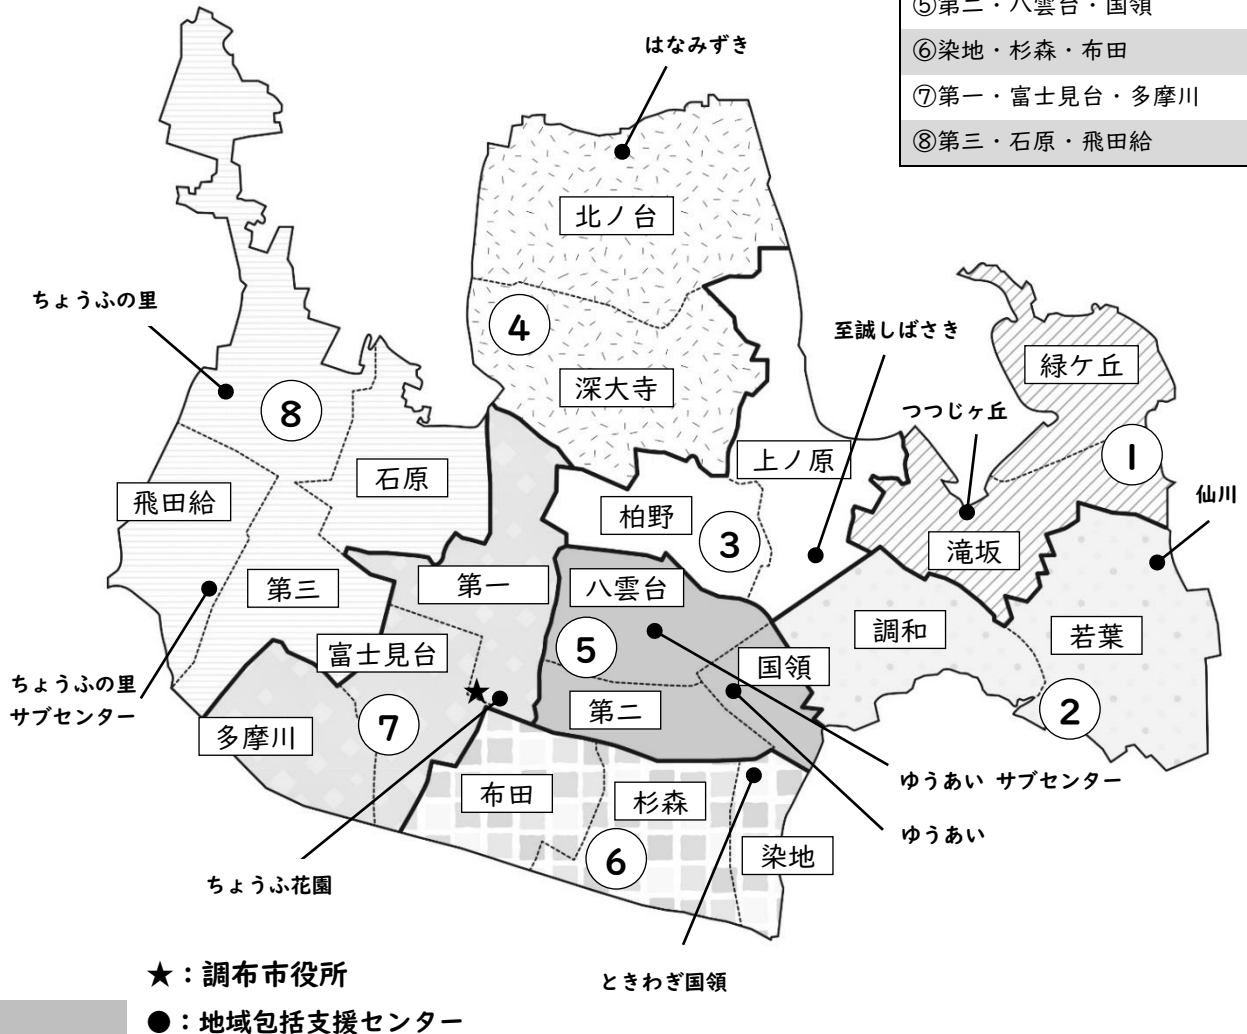 ⑤第二・八雲台・国領
⑥染地・杉森・布田
⑦第一・富士見台・多摩川
⑧第三・石原・飛田給
はなみずき
北ノ台
ちょうふの里
④
至誠しばさき
緑ケ丘
深大寺
⑧
つつじヶ丘
①
上ノ原
石原
飛田給
仙川
柏野
③
滝坂
第三
第一
八雲台
調和
若葉
富士見台
⑤
国領
ちょうふの里
サブセンター
★
第二
②
多摩川
⑦
ゆうあい サブセンター
布田
杉森
ゆうあい
⑥
染地
ちょうふ花園
ときわぎ国領
★：調布市役所
●：地域包括支援センター